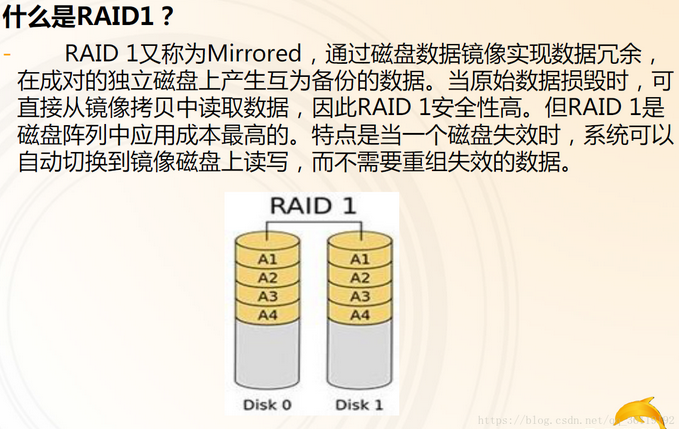 什么是RAID1？
- RAID 1又称为Mirrored，通过磁盘数据镜像实现数据冗余，
在成对的独立磁盘上产生互为备份的数据。当原始数据损毁时，可
直接从镜像拷贝中读取数据，因此RAID 1安全性高。但RAID 1是
磁盘阵列中应用成本最高的。特点是当一个磁盘失效时，系统可以
自动切换到镜像磁盘上读写，而不需要重组失效的数据。
RAID 1
A1 A1
A2 A2
A3 A3
A4 A4
Disk 0 Disk 1